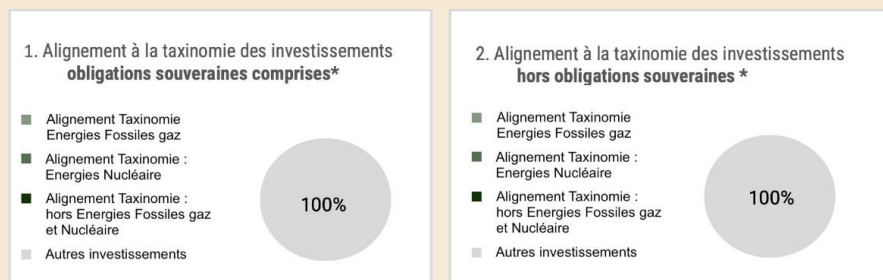 1. Alignement à la taxinomie des investissements
obligations souveraines comprises*
Alignement Taxinomie
Energies Fossiles gaz
Alignement Taxinomie :
Energies Nucléaire
Alignement Taxinomie :
hors Energies Fossiles gaz
et Nucléaire
Autres investissements
100%
2. Alignement à la taxinomie des investissements
hors obligations souveraines *
Alignement Taxinomie
Energies Fossiles gaz
Alignement Taxinomie :
Energies Nucléaire
Alignement Taxinomie :
hors Energies Fossiles gaz
et Nucléaire
Autres investissements
100%